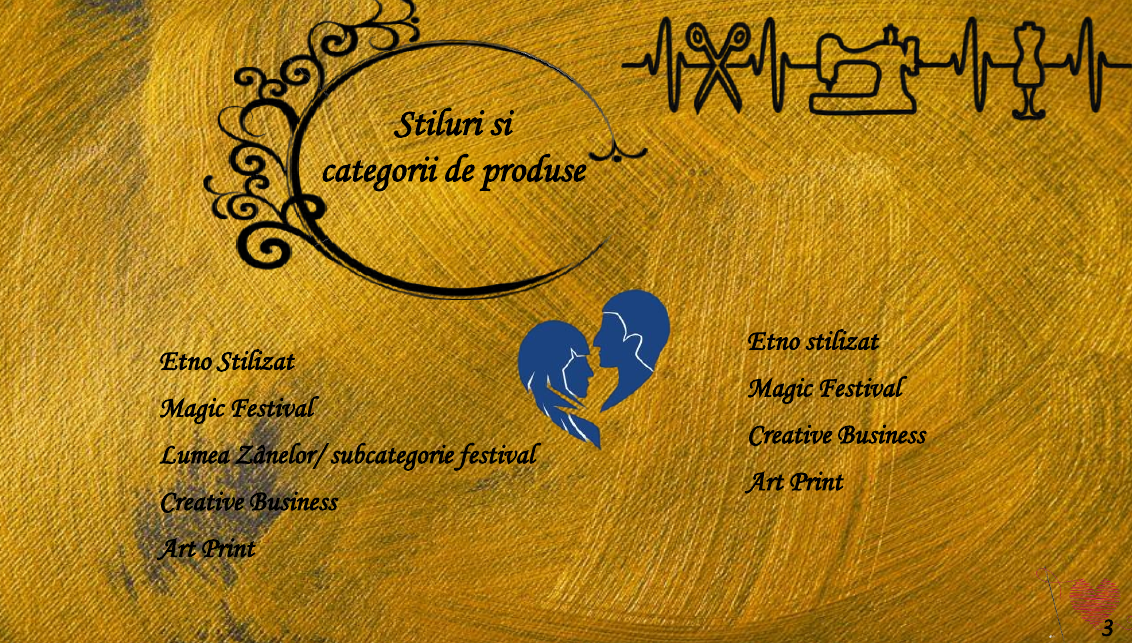 Stiluri si
categorii de produse
Etno Stilizat
Magic Festival
Lumea Zânelor/ subcategorie festival
Creative Business
Art Print
Etno stilizat
Magic Festival
Creative Business
Art Print
3